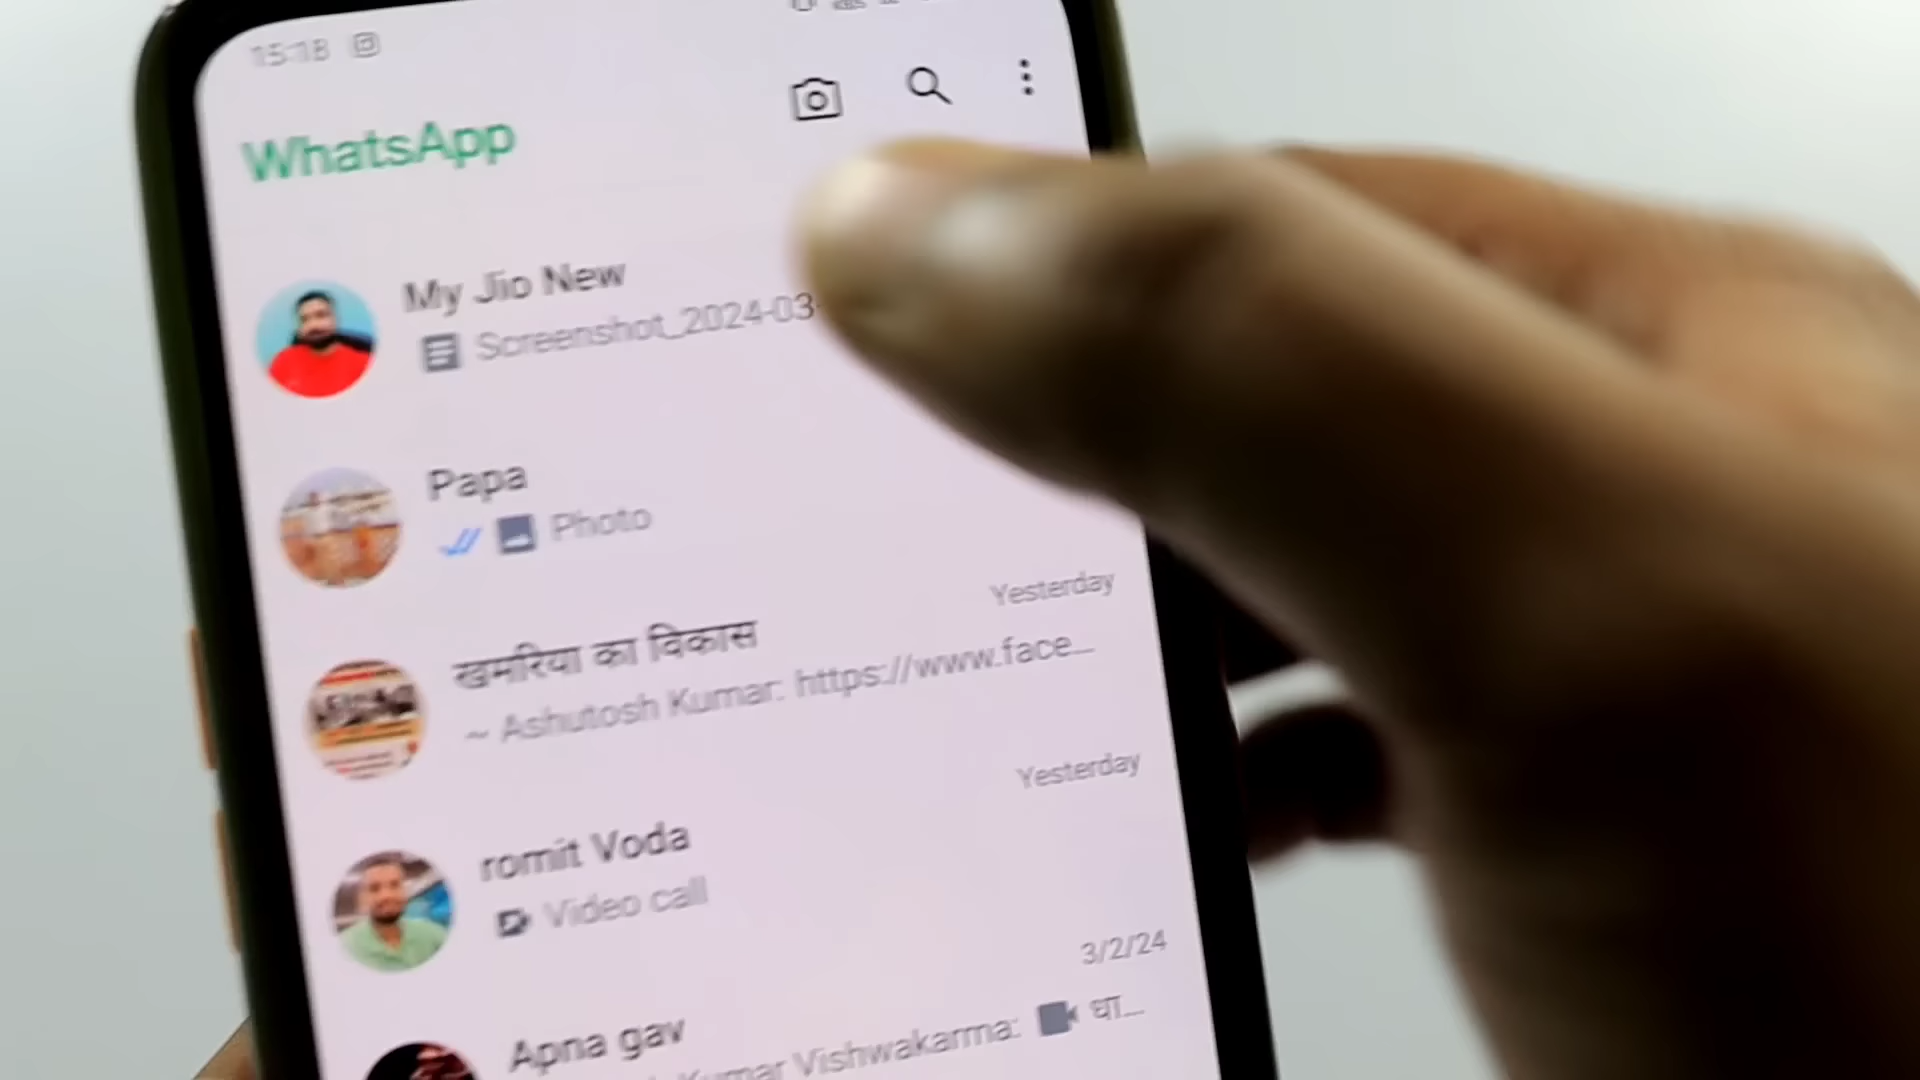 15:18
WhatsApp
My Jio New
Screenshot_2024-03-
Papa
Photo
Yesterday
खमरिया का विकास
~ Ashutosh Kumar: https://www.face...
Yesterday
romit Voda
Video call
3/2/24
Apna gav
Kumar Vishwakarma: धा...